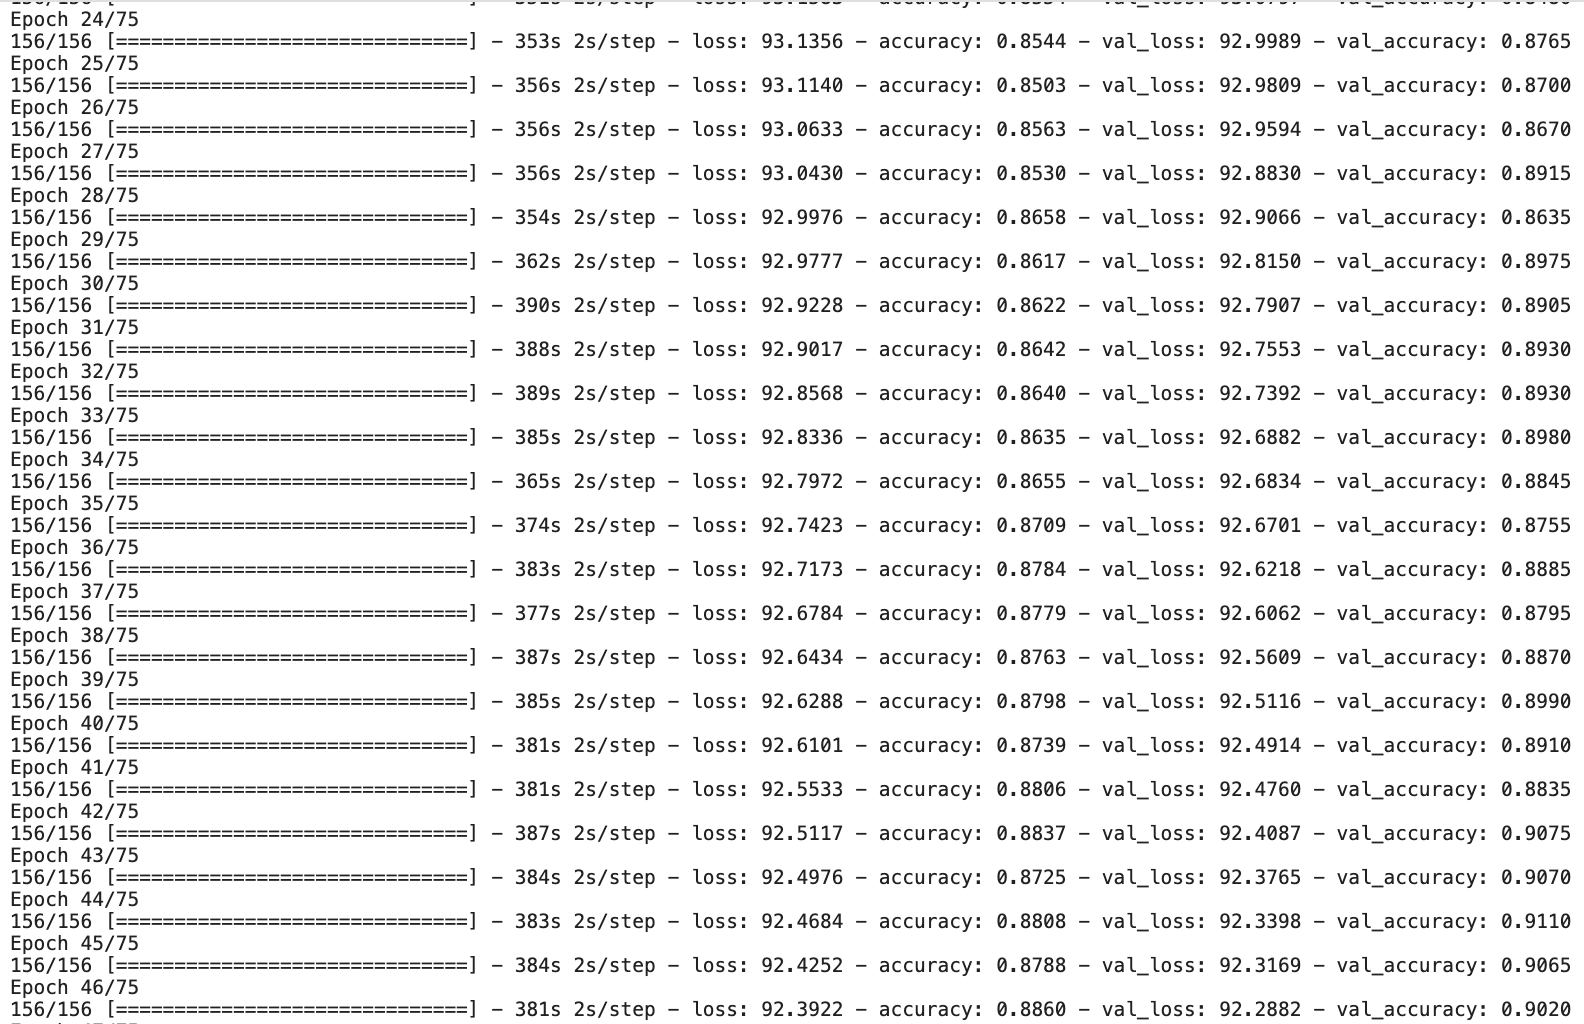 Epoch 24/75
156/156 [==============================] - 353s 2s/step - loss: 93.1356 - accuracy: 0.8544 - val_loss: 92.9989 - val_accuracy: 0.8765
Epoch 25/75
156/156 [==============================] - 356s 2s/step - loss: 93.1140 - accuracy: 0.8503 - val_loss: 92.9809 - val_accuracy: 0.8700
Epoch 26/75
156/156 [==============================] - 356s 2s/step - loss: 93.0633 - accuracy: 0.8563 - val_loss: 92.9594 - val_accuracy: 0.8670
Epoch 27/75
156/156 [==============================] - 356s 2s/step - loss: 93.0430 - accuracy: 0.8530 - val_loss: 92.8830 - val_accuracy: 0.8915
Epoch 28/75
156/156 [==============================] - 354s 2s/step - loss: 92.9976 - accuracy: 0.8658 - val_loss: 92.9066 - val_accuracy: 0.8635
Epoch 29/75
156/156 [==============================] - 362s 2s/step - loss: 92.9777 - accuracy: 0.8617 - val_loss: 92.8150 - val_accuracy: 0.8975
Epoch 30/75
156/156 [==============================] - 390s 2s/step - loss: 92.9228 - accuracy: 0.8622 - val_loss: 92.7907 - val_accuracy: 0.8905
Epoch 31/75
156/156 [==============================] - 388s 2s/step - loss: 92.9017 - accuracy: 0.8642 - val_loss: 92.7553 - val_accuracy: 0.8930
Epoch 32/75
156/156 [==============================] - 389s 2s/step - loss: 92.8568 - accuracy: 0.8640 - val_loss: 92.7392 - val_accuracy: 0.8930
Epoch 33/75
156/156 [==============================] - 385s 2s/step - loss: 92.8336 - accuracy: 0.8635 - val_loss: 92.6882 - val_accuracy: 0.8980
Epoch 34/75
156/156 [==============================] - 365s 2s/step - loss: 92.7972 - accuracy: 0.8655 - val_loss: 92.6834 - val_accuracy: 0.8845
Epoch 35/75
156/156 [==============================] - 374s 2s/step - loss: 92.7423 - accuracy: 0.8709 - val_loss: 92.6701 - val_accuracy: 0.8755
Epoch 36/75
156/156 [==============================] - 383s 2s/step - loss: 92.7173 - accuracy: 0.8784 - val_loss: 92.6218 - val_accuracy: 0.8885
Epoch 37/75
156/156 [==============================] - 377s 2s/step - loss: 92.6784 - accuracy: 0.8779 - val_loss: 92.6062 - val_accuracy: 0.8795
Epoch 38/75
156/156 [==============================] - 387s 2s/step - loss: 92.6434 - accuracy: 0.8763 - val_loss: 92.5609 - val_accuracy: 0.8870
Epoch 39/75
156/156 [==============================] - 385s 2s/step - loss: 92.6288 - accuracy: 0.8798 - val_loss: 92.5116 - val_accuracy: 0.8990
Epoch 40/75
156/156 [==============================] - 381s 2s/step - loss: 92.6101 - accuracy: 0.8739 - val_loss: 92.4914 - val_accuracy: 0.8910
Epoch 41/75
156/156 [==============================] - 381s 2s/step - loss: 92.5533 - accuracy: 0.8806 - val_loss: 92.4760 - val_accuracy: 0.8835
Epoch 42/75
156/156 [==============================] - 387s 2s/step - loss: 92.5117 - accuracy: 0.8837 - val_loss: 92.4087 - val_accuracy: 0.9075
Epoch 43/75
156/156 [==============================] - 384s 2s/step - loss: 92.4976 - accuracy: 0.8725 - val_loss: 92.3765 - val_accuracy: 0.9070
Epoch 44/75
156/156 [==============================] - 383s 2s/step - loss: 92.4684 - accuracy: 0.8808 - val_loss: 92.3398 - val_accuracy: 0.9110
Epoch 45/75
156/156 [==============================] - 384s 2s/step - loss: 92.4252 - accuracy: 0.8788 - val_loss: 92.3169 - val_accuracy: 0.9065
Epoch 46/75
156/156 [==============================] - 381s 2s/step - loss: 92.3922 - accuracy: 0.8860 - val_loss: 92.2882 - val_accuracy: 0.9020